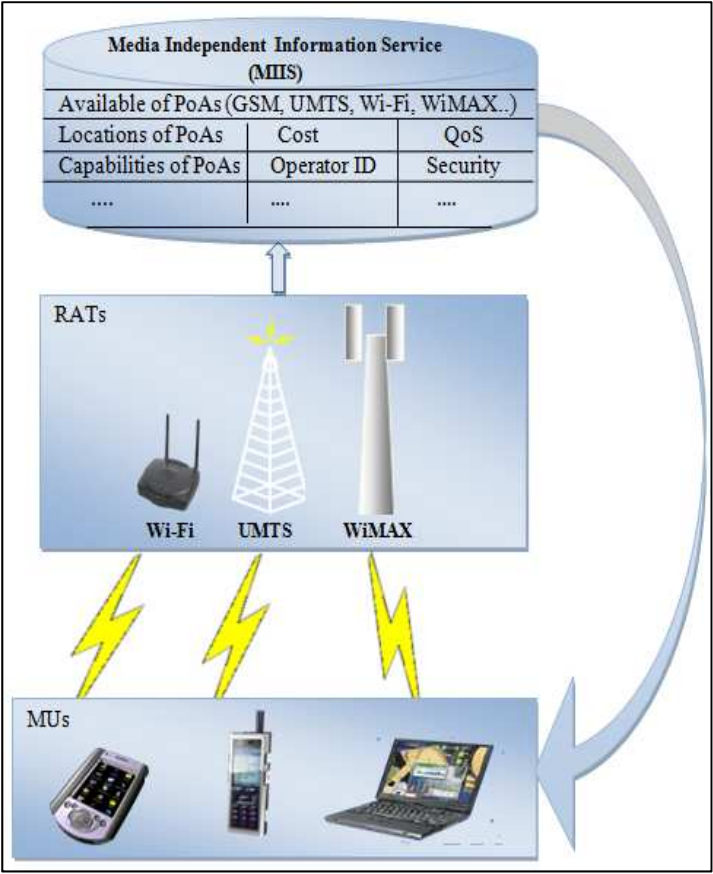 Media Independent Information Service
(MIIS)
Available of PoAs (GSM, UMTS, Wi-Fi, WiMAX..)
Locations of PoAs Cost QoS
Capabilities of PoAs Operator ID Security
.... .... ....
RATs
Wi-Fi UMTS WiMAX
MUs